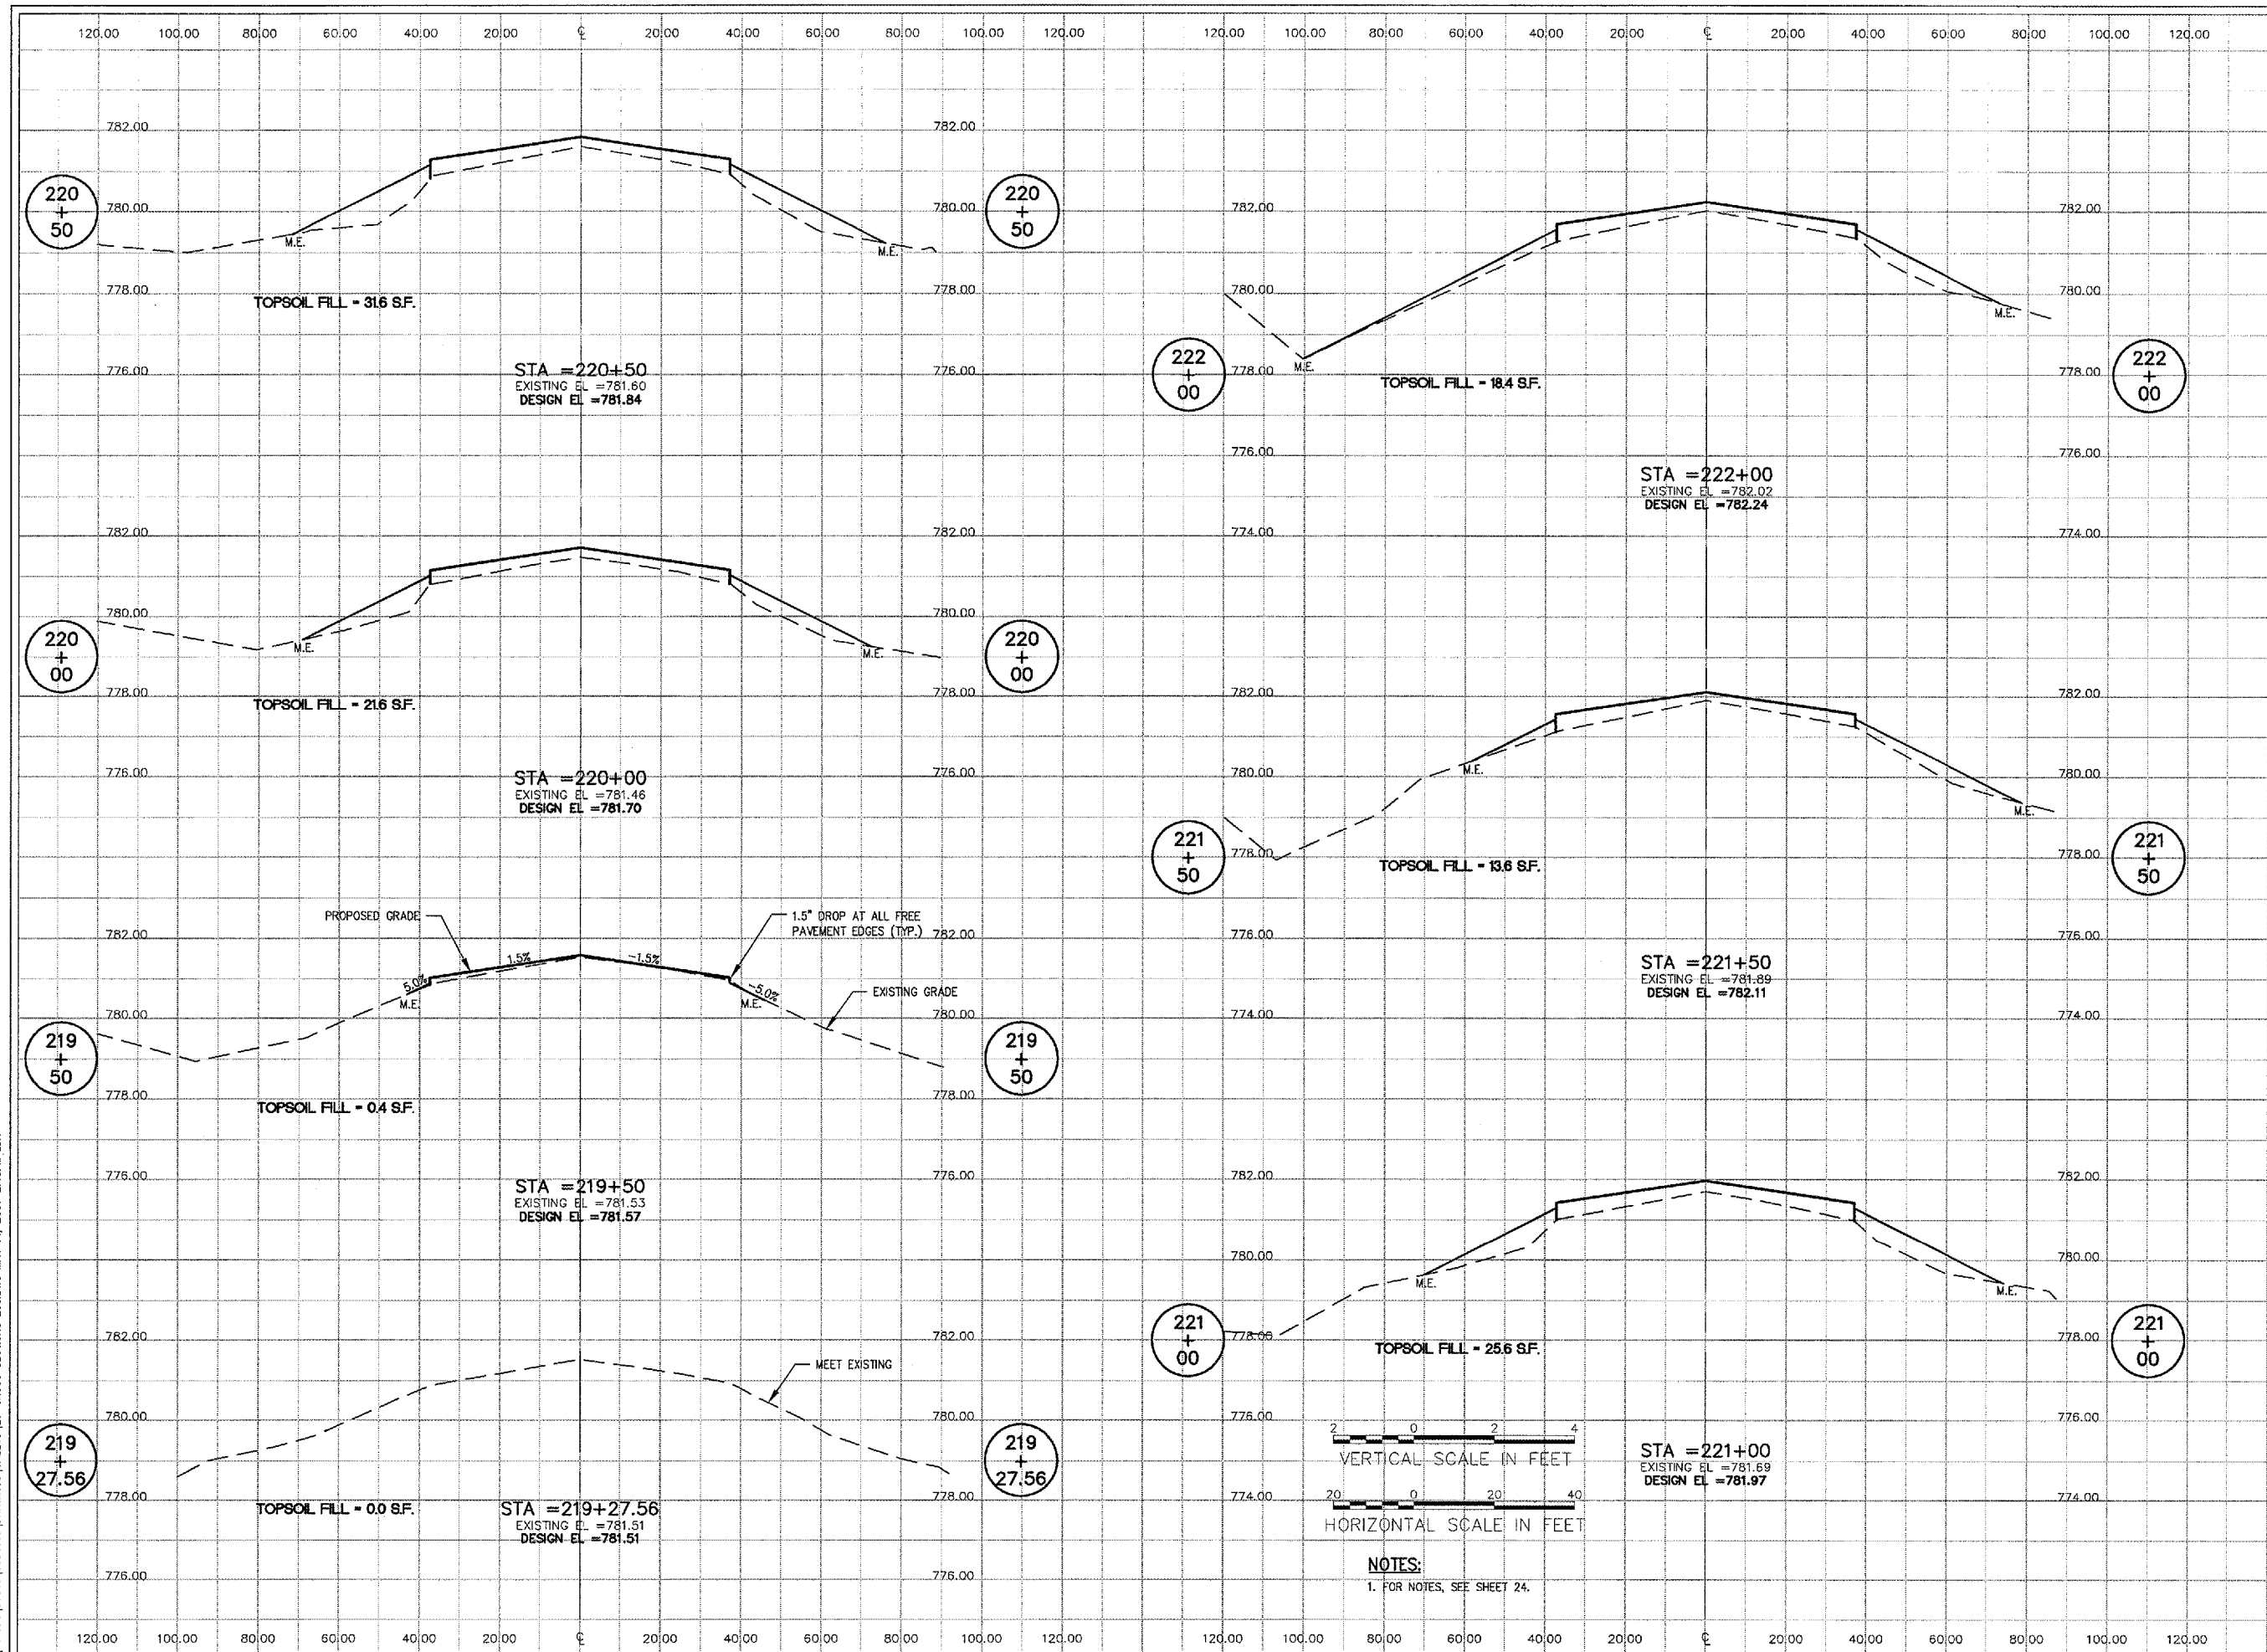 120.00 100.00 80.00 60.00 40.00 20.00 ℄ 20.00 40.00 60.00 80.00 100.00 120.00
120.00 100.00 80.00 60.00 40.00 20.00 ℄ 20.00 40.00 60.00 80.00 100.00 120.00
782.00 782.00
220 + 50
780.00 780.00
220 + 50
M.E. M.E.
778.00 778.00
TOPSOIL FILL = 31.6 S.F.
776.00 776.00
STA =220+50
EXISTING EL =781.60
DESIGN EL =781.84
782.00 782.00
780.00 780.00
220 + 00
M.E. M.E.
220 + 00
778.00 778.00
TOPSOIL FILL = 21.6 S.F.
776.00 776.00
STA =220+00
EXISTING EL =781.46
DESIGN EL =781.70
PROPOSED GRADE
1.5" DROP AT ALL FREE
PAVEMENT EDGES (TYP.)
782.00 782.00
5.0% 1.5% -1.5% -5.0%
M.E. M.E.
EXISTING GRADE
780.00 780.00
219 + 50
219 + 50
778.00 778.00
TOPSOIL FILL = 0.4 S.F.
776.00 776.00
STA =219+50
EXISTING EL =781.53
DESIGN EL =781.57
782.00 782.00
MEET EXISTING
780.00 780.00
219 + 27.56
219 + 27.56
778.00 778.00
TOPSOIL FILL = 0.0 S.F.
STA =219+27.56
EXISTING EL =781.51
DESIGN EL =781.51
776.00 776.00
782.00 782.00
780.00 780.00
M.E. M.E.
222 + 00
778.00 778.00
222 + 00
TOPSOIL FILL = 18.4 S.F.
776.00 776.00
STA =222+00
EXISTING EL =782.02
DESIGN EL =782.24
774.00 774.00
782.00 782.00
780.00 780.00
M.E. M.E.
221 + 50
778.00 778.00
221 + 50
TOPSOIL FILL = 13.6 S.F.
776.00 776.00
STA =221+50
EXISTING EL =781.89
DESIGN EL =782.11
774.00 774.00
782.00 782.00
780.00 780.00
M.E. M.E.
221 + 00
778.00 778.00
221 + 00
TOPSOIL FILL = 25.6 S.F.
776.00 776.00
2 0 2 4
VERTICAL SCALE IN FEET
STA =221+00
EXISTING EL =781.69
DESIGN EL =781.97
774.00 774.00
20 0 20 40
HORIZONTAL SCALE IN FEET
NOTES:
1. FOR NOTES, SEE SHEET 24.
120.00 100.00 80.00 60.00 40.00 20.00 ℄ 20.00 40.00 60.00 80.00 100.00 120.00
120.00 100.00 80.00 60.00 40.00 20.00 ℄ 20.00 40.00 60.00 80.00 100.00 120.00